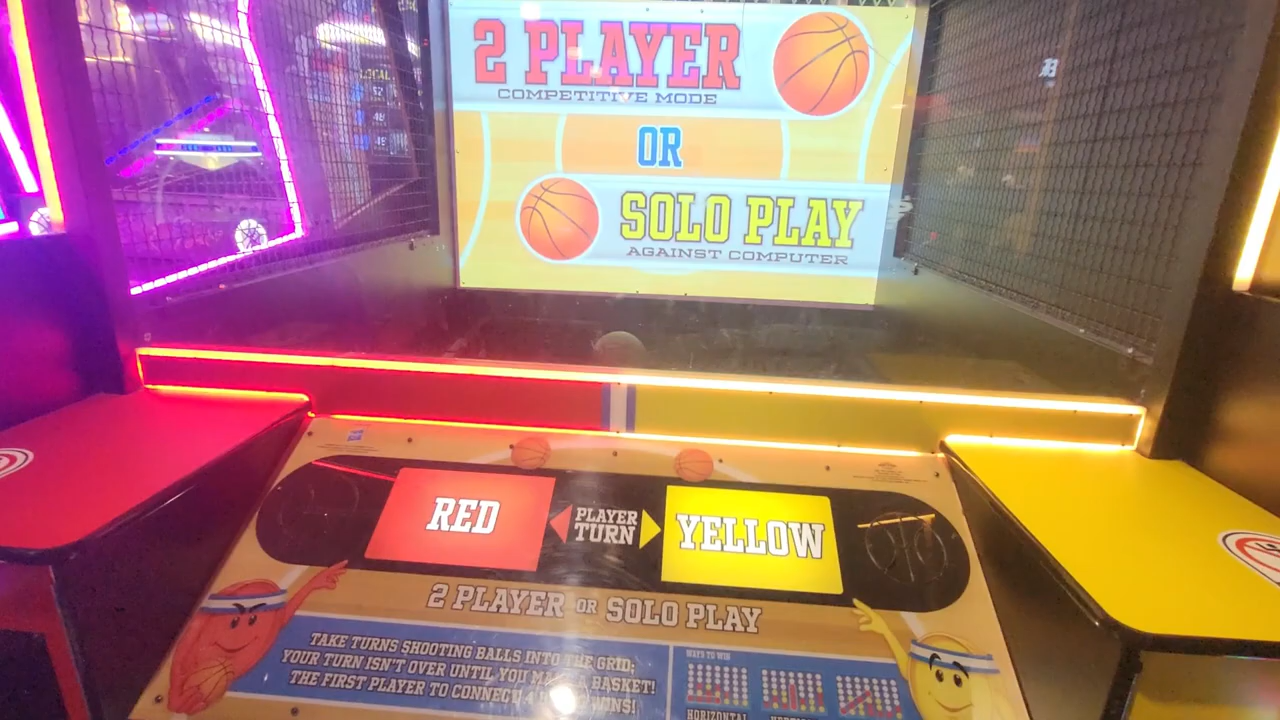 LOCAL
2 PLAYER
COMPETITIVE MODE
OR
SOLO PLAY
AGAINST COMPUTER
RED
PLAYER
TURN
YELLOW
2 PLAYER OR SOLO PLAY
TAKE TURNS SHOOTING BALLS INTO THE GRID;
YOUR TURN ISN'T OVER UNTIL YOU A BASKET!
THE FIRST PLAYER TO CONNECT 4 WINS!
WAYS TO WIN
HORIZONTAL